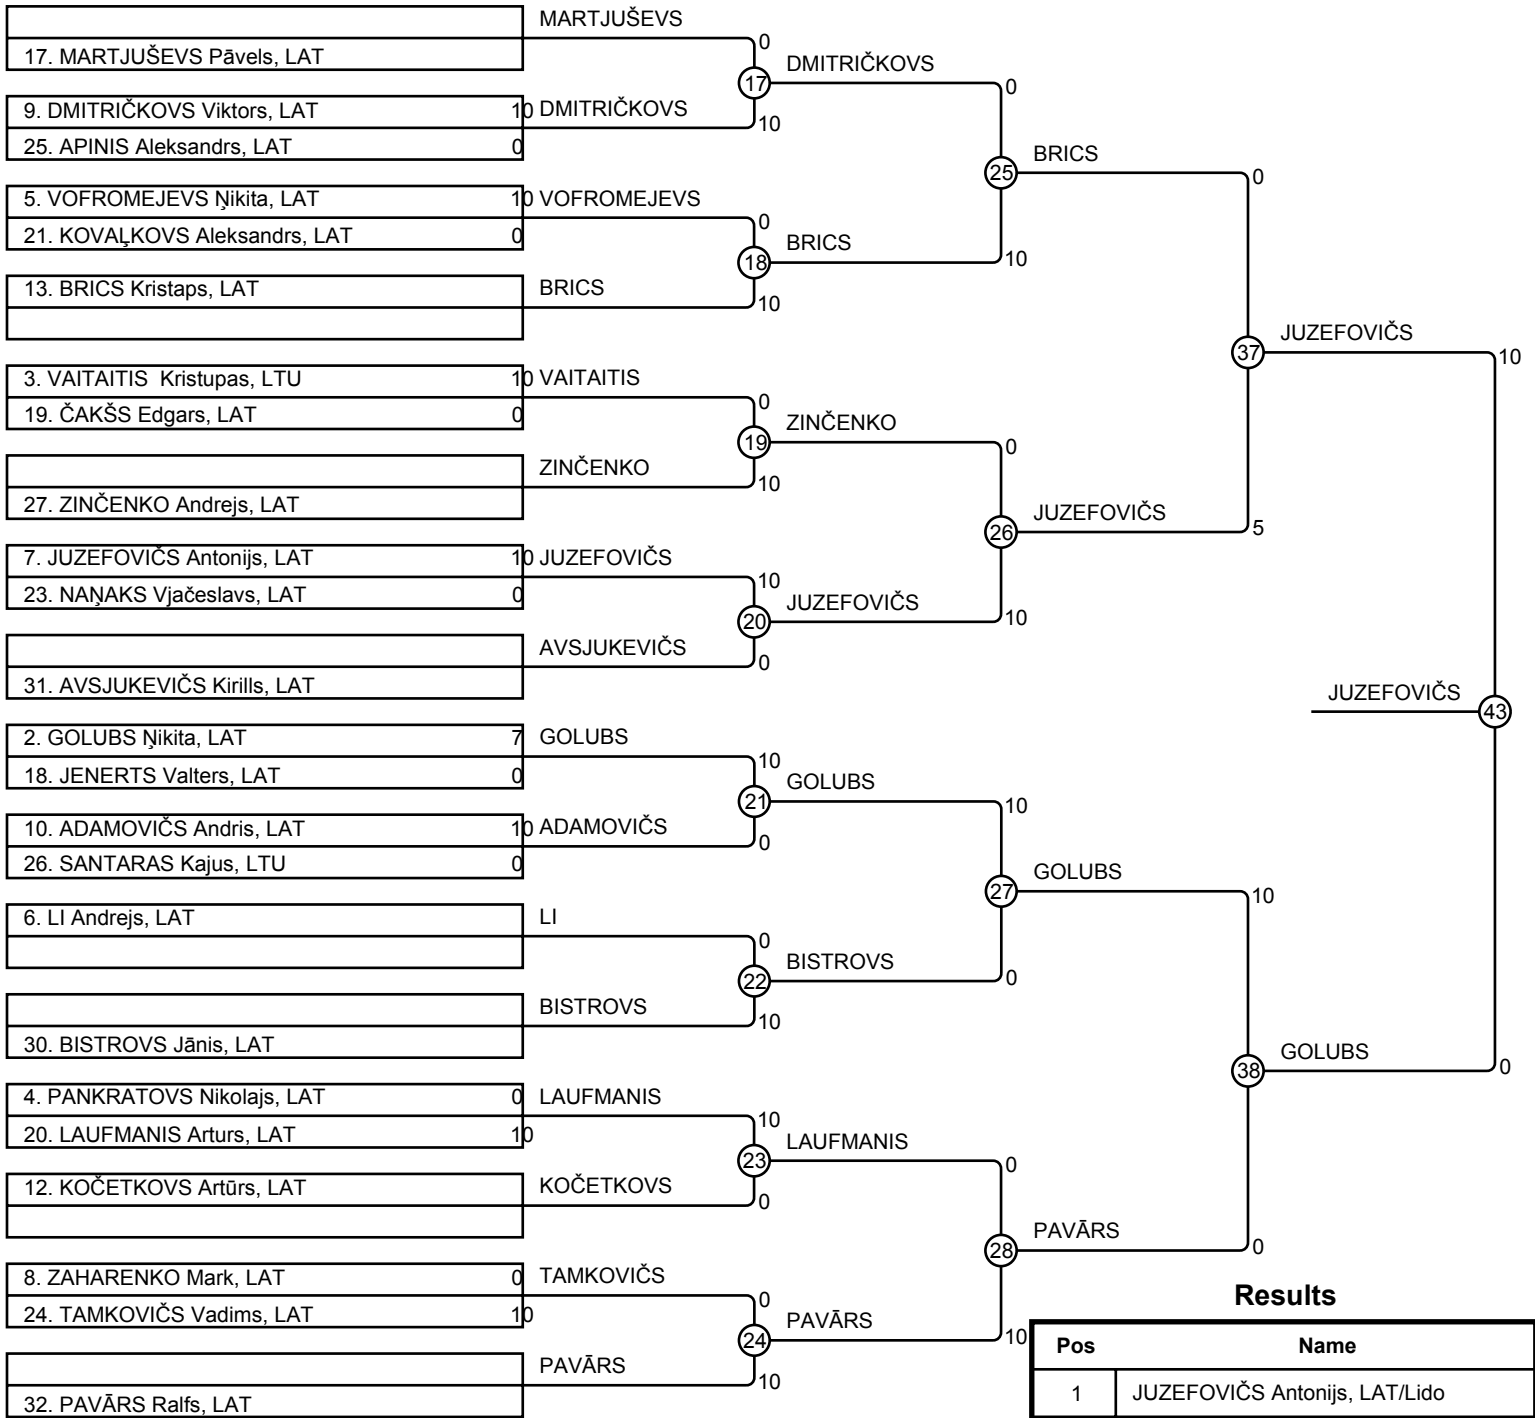 MARTJUŠEVS
17. MARTJUŠEVS Pāvels, LAT
0
17
DMITRIČKOVS
0
9. DMITRIČKOVS Viktors, LAT 10 DMITRIČKOVS
10
25. APINIS Aleksandrs, LAT 0
25
BRICS
0
5. VOFROMEJEVS Ņikita, LAT 10 VOFROMEJEVS
0
21. KOVAĻKOVS Aleksandrs, LAT 0
18
BRICS
10
13. BRICS Kristaps, LAT
BRICS
10
37
JUZEFOVIČS
10
3. VAITAITIS Kristupas, LTU 10 VAITAITIS
0
19. ČAKŠS Edgars, LAT 0
19
ZINČENKO
0
ZINČENKO
10
27. ZINČENKO Andrejs, LAT
26
JUZEFOVIČS
5
7. JUZEFOVIČS Antonijs, LAT 10 JUZEFOVIČS
10
23. NAŅAKS Vjačeslavs, LAT 0
20
JUZEFOVIČS
10
AVSJUKEVIČS
0
31. AVSJUKEVIČS Kirills, LAT
JUZEFOVIČS
43
2. GOLUBS Ņikita, LAT 7 GOLUBS
10
18. JENERTS Valters, LAT 0
21
GOLUBS
10
10. ADAMOVIČS Andris, LAT 10 ADAMOVIČS
0
26. SANTARAS Kajus, LTU 0
27
GOLUBS
10
6. LI Andrejs, LAT
LI
0
22
BISTROVS
0
BISTROVS
10
30. BISTROVS Jānis, LAT
38
GOLUBS
0
4. PANKRATOVS Nikolajs, LAT 0 LAUFMANIS
10
20. LAUFMANIS Arturs, LAT 10
23
LAUFMANIS
0
12. KOČETKOVS Artūrs, LAT
KOČETKOVS
0
28
PAVĀRS
0
8. ZAHARENKO Mark, LAT 0 TAMKOVIČS
0
24. TAMKOVIČS Vadims, LAT 10
24
PAVĀRS
10
PAVĀRS
10
32. PAVĀRS Ralfs, LAT
Results
Pos Name
1 JUZEFOVIČS Antonijs, LAT/Lido